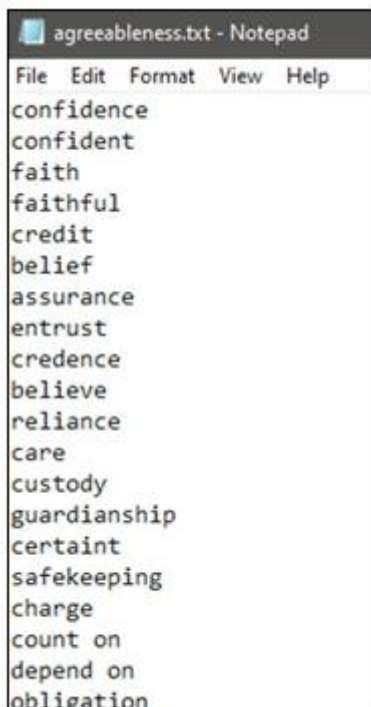 agreeableness.txt - Notepad
File Edit Format View Help
confidence
confident
faith
faithful
credit
belief
assurance
entrust
credence
believe
reliance
care
custody
guardianship
certaint
safekeeping
charge
count on
depend on
obligation